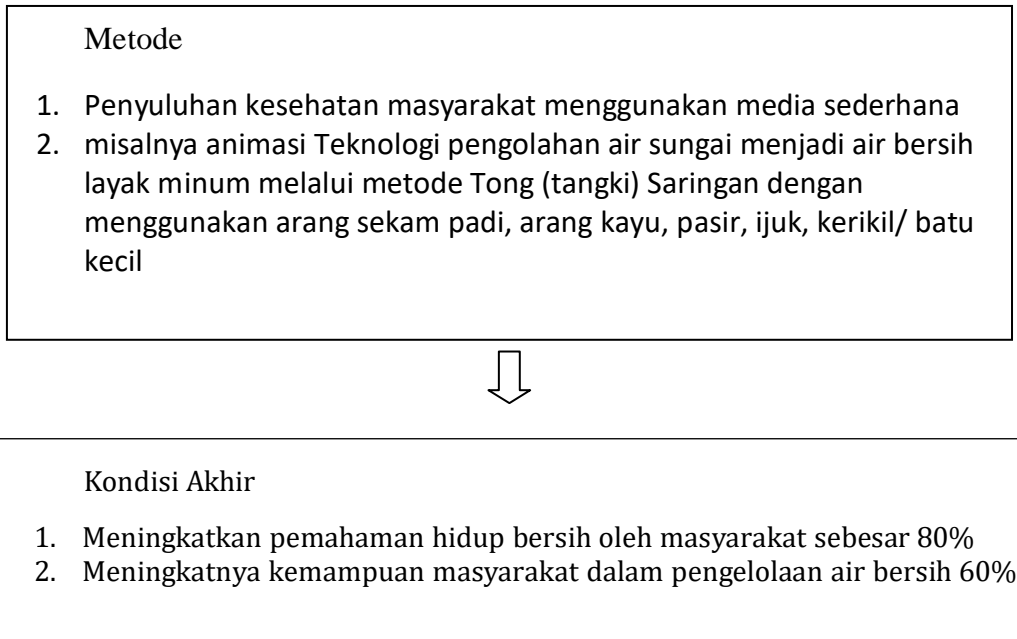 Metode
1. Penyuluhan kesehatan masyarakat menggunakan media sederhana
2. misalnya animasi Teknologi pengolahan air sungai menjadi air bersih
layak minum melalui metode Tong (tangki) Saringan dengan
menggunakan arang sekam padi, arang kayu, pasir, ijuk, kerikil/ batu
kecil
Kondisi Akhir
1. Meningkatkan pemahaman hidup bersih oleh masyarakat sebesar 80%
2. Meningkatnya kemampuan masyarakat dalam pengelolaan air bersih 60%